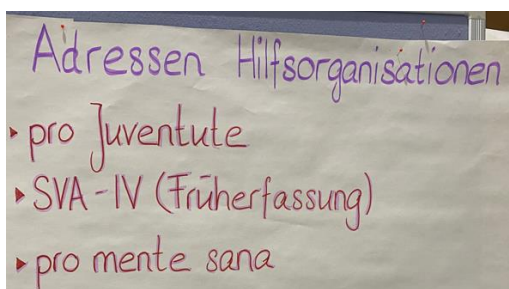 Adressen Hilfsorganisationen
▸ pro Juventute
▸ SVA-IV (Früherfassung)
▸ pro mente sana